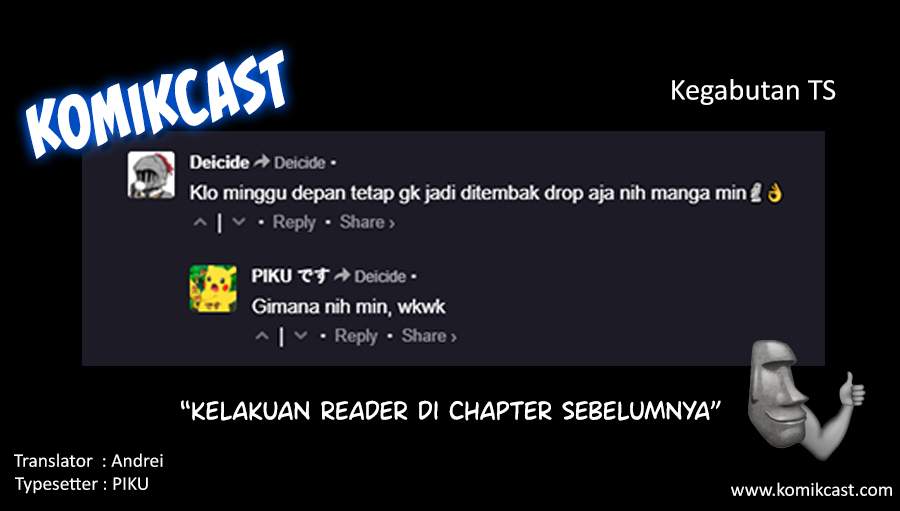 KOMIKCAST
Kegabutan TS
Deicide Deicide •
Klo minggu depan tetap gk jadi ditembak drop aja nih manga min🗿👌
• Reply • Share ›
PIKU です Deicide •
Gimana nih min, wkwk
• Reply • Share ›
"KELAKUAN READER DI CHAPTER SEBELUMNYA"
Translator : Andrei
Typesetter : PIKU
www.komikcast.com